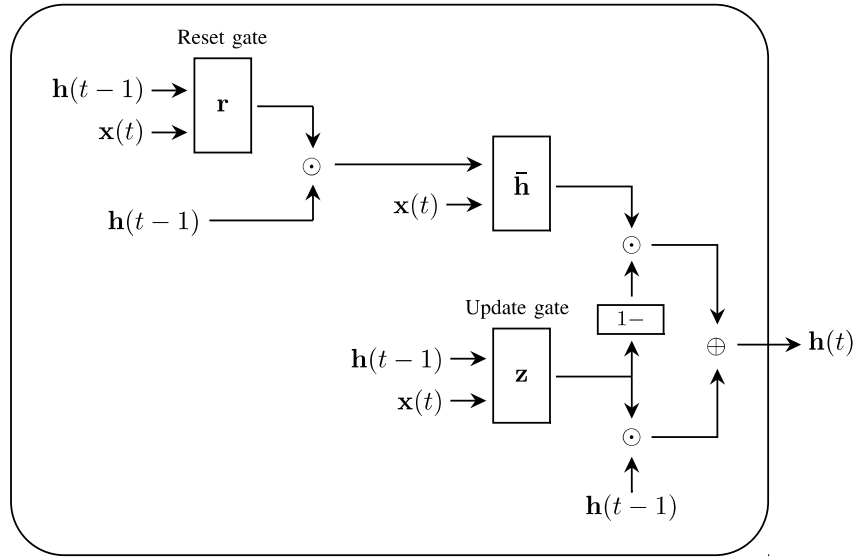 Reset gate
h(t − 1)
r
x(t)
⊙
h(t − 1)
h̄
x(t)
⊙
Update gate
1−
h(t − 1)
z
x(t)
⊕
h(t)
⊙
h(t − 1)